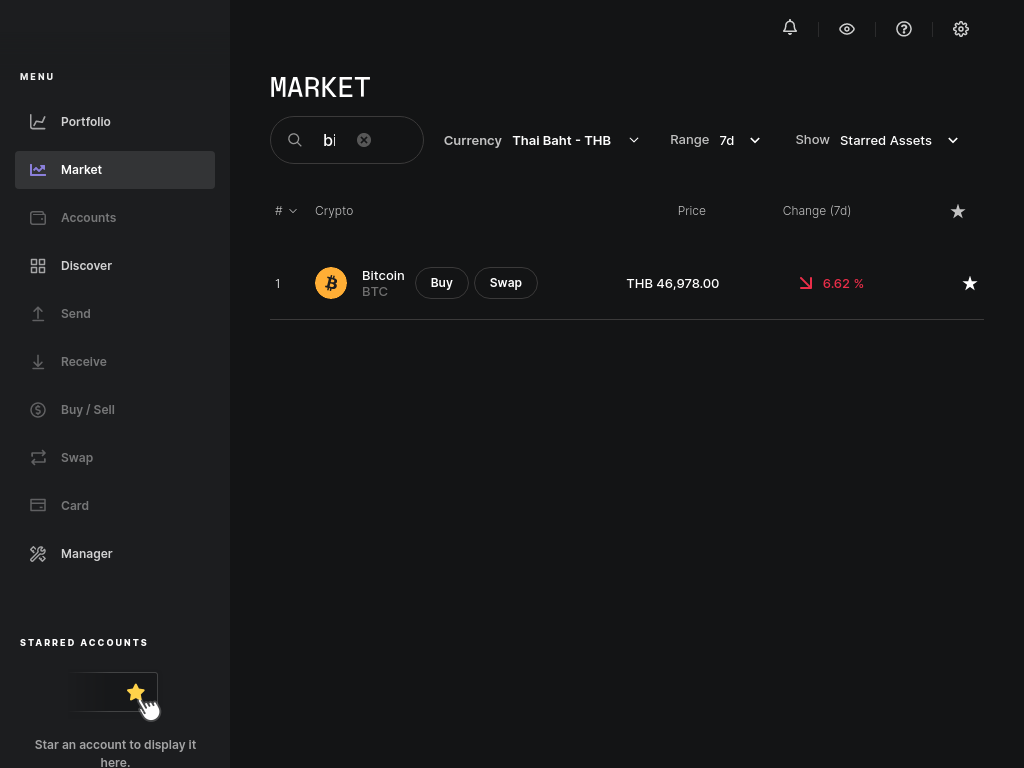 MENU
Portfolio
Market
Accounts
Discover
Send
Receive
Buy / Sell
Swap
Card
Manager
STARRED ACCOUNTS
Star an account to display it
here.
MARKET
bi
Currency Thai Baht - THB
Range 7d
Show Starred Assets
# Crypto Price Change (7d)
1 Bitcoin BTC Buy Swap THB 46,978.00 6.62 %